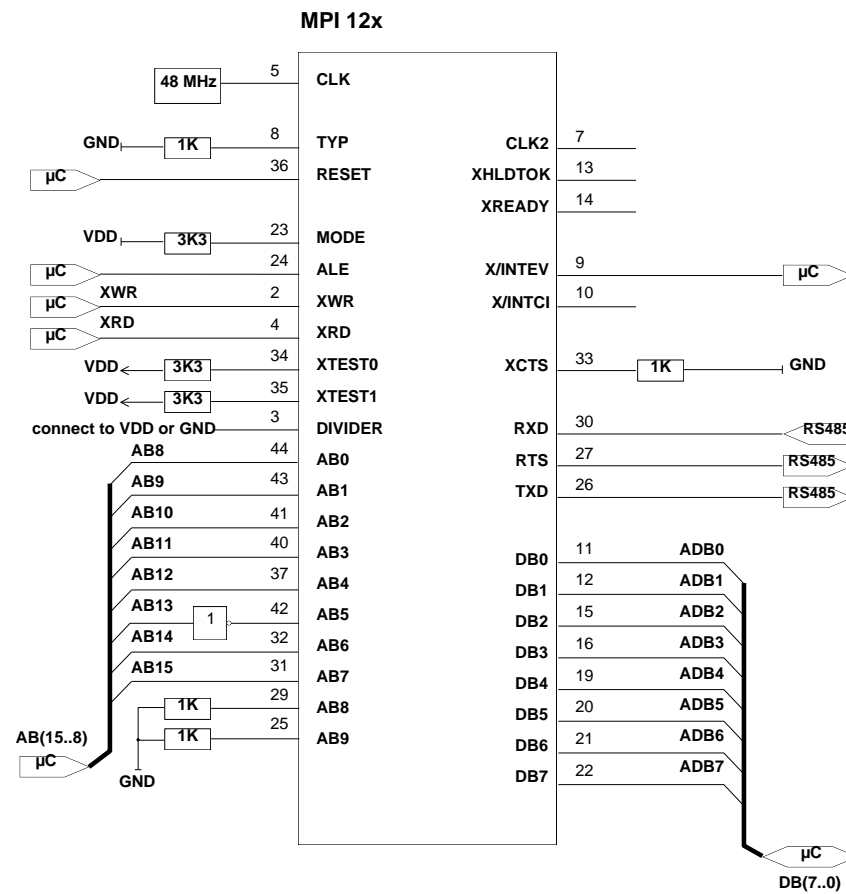 MPI 12x
48 MHz 5 CLK
GND 1K 8 TYP CLK2 7
µC 36 RESET XHLDTOK 13
XREADY 14
VDD 3K3 23 MODE
µC 24 ALE X/INTEV 9 µC
µC XWR 2 XWR X/INTCI 10
µC XRD 4 XRD
VDD 3K3 34 XTEST0 XCTS 33 1K GND
VDD 3K3 35 XTEST1
connect to VDD or GND 3 DIVIDER RXD 30 RS485
AB8 44 AB0 RTS 27 RS485
AB9 43 AB1 TXD 26 RS485
AB10 41 AB2
AB11 40 AB3 DB0 11 ADB0
AB12 37 AB4 DB1 12 ADB1
AB13 1 42 AB5 DB2 15 ADB2
AB14 32 AB6 DB3 16 ADB3
AB15 31 AB7 DB4 19 ADB4
1K 29 AB8 DB5 20 ADB5
AB(15..8) 1K 25 AB9 DB6 21 ADB6
µC GND DB7 22 ADB7
µC
DB(7..0)